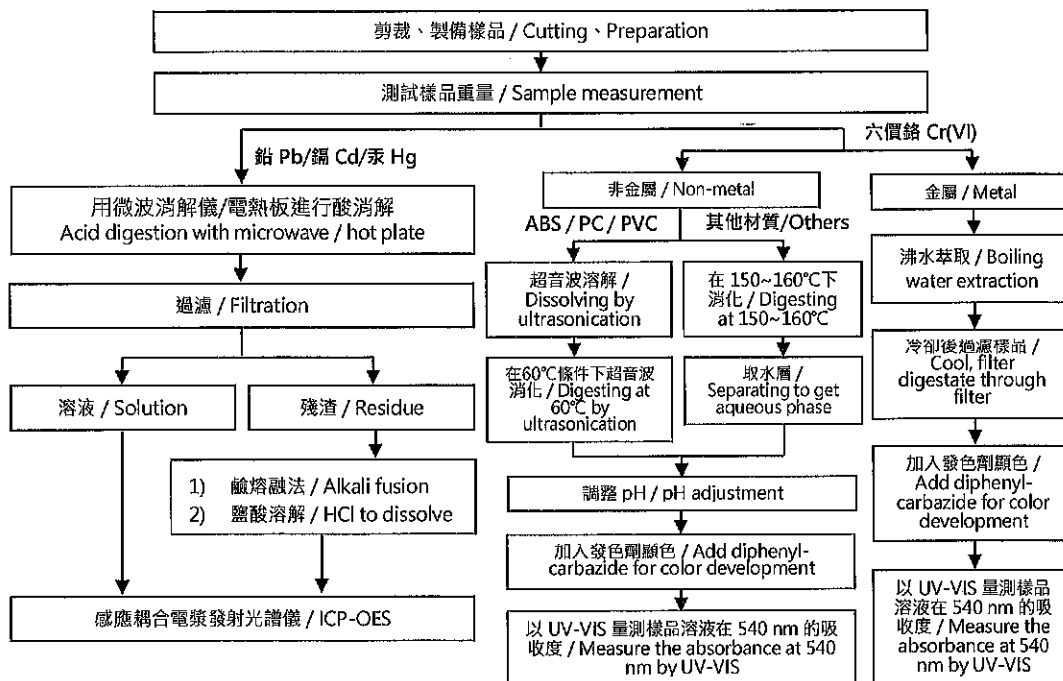 剪裁、製備樣品 / Cutting、Preparation
測試樣品重量 / Sample measurement
鉛 Pb/鎘 Cd/汞 Hg
六價鉻 Cr(VI)
用微波消解儀/電熱板進行酸消解
Acid digestion with microwave / hot plate
過濾 / Filtration
溶液 / Solution
殘渣 / Residue
1) 鹼熔融法 / Alkali fusion
2) 鹽酸溶解 / HCl to dissolve
感應耦合電漿發射光譜儀 / ICP-OES
非金屬 / Non-metal
ABS / PC / PVC
其他材質/Others
超音波溶解 /
Dissolving by
ultrasonication
在60℃條件下超音波
消化 / Digesting at
60℃ by
ultrasonication
在 150~160℃下
消化 / Digesting
at 150~160℃
取水層 /
Separating to get
aqueous phase
調整 pH / pH adjustment
加入發色劑顯色 / Add diphenyl-
carbazide for color development
以 UV-VIS 量測樣品溶液在 540 nm 的吸
收度 / Measure the absorbance at 540
nm by UV-VIS
金屬 / Metal
沸水萃取 / Boiling
water extraction
冷卻後過濾樣品 /
Cool, filter
digestate through
filter
加入發色劑顯色 /
Add diphenyl-
carbazide for color
development
以 UV-VIS 量測樣品
溶液在 540 nm 的吸
收度 / Measure the
absorbance at 540
nm by UV-VIS